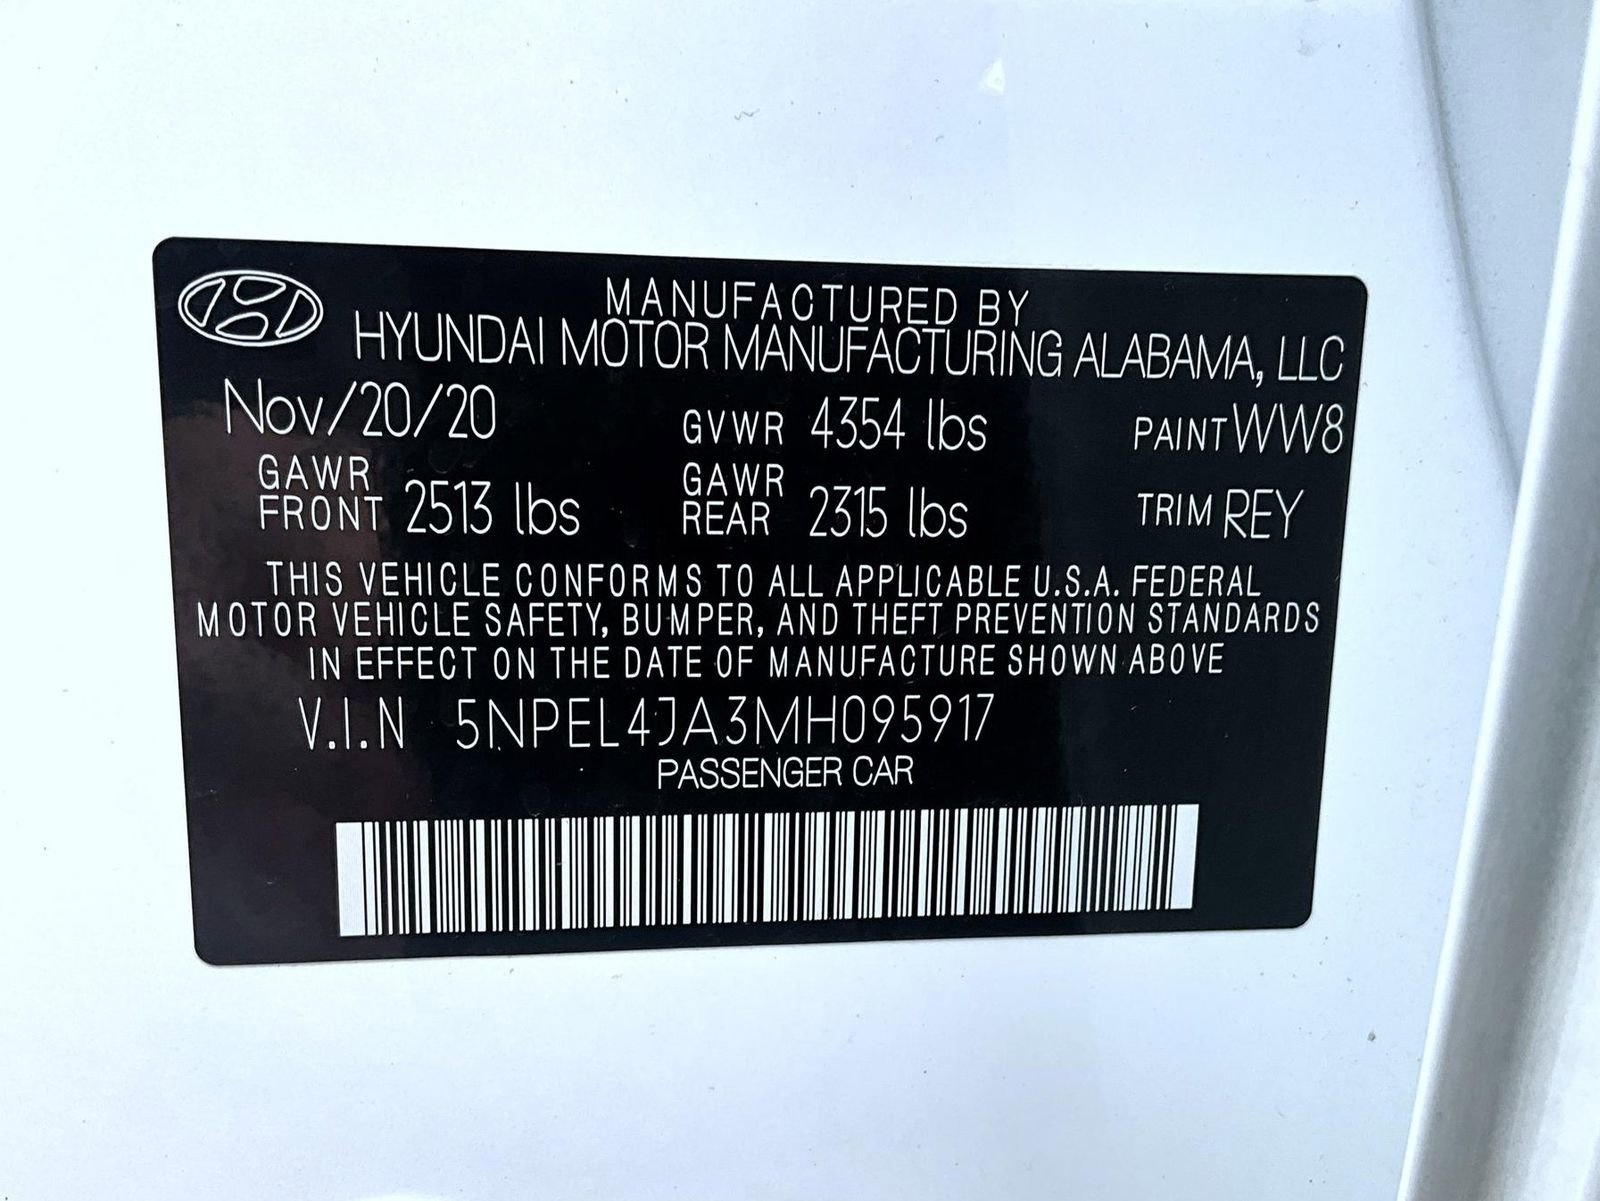 MANUFACTURED BY
HYUNDAI MOTOR MANUFACTURING ALABAMA, LLC
Nov/20/20 GVWR 4354 lbs PAINT WW8
GAWR FRONT 2513 lbs GAWR REAR 2315 lbs TRIM REY
THIS VEHICLE CONFORMS TO ALL APPLICABLE U.S.A. FEDERAL
MOTOR VEHICLE SAFETY, BUMPER, AND THEFT PREVENTION STANDARDS
IN EFFECT ON THE DATE OF MANUFACTURE SHOWN ABOVE
V.I.N 5NPEL4JA3MH095917
PASSENGER CAR